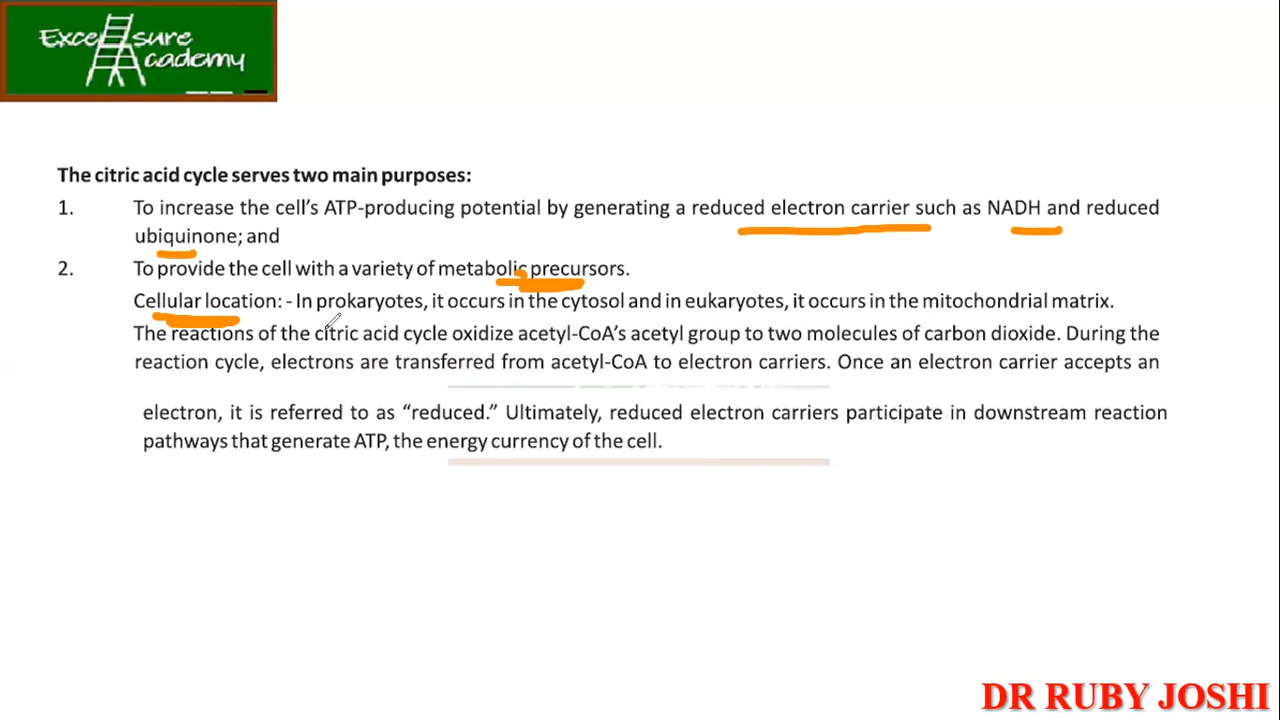 Excel sure
Academy
The citric acid cycle serves two main purposes:
1. To increase the cell's ATP-producing potential by generating a reduced electron carrier such as NADH and reduced
ubiquinone; and
2. To provide the cell with a variety of metabolic precursors.
Cellular location: - In prokaryotes, it occurs in the cytosol and in eukaryotes, it occurs in the mitochondrial matrix.
The reactions of the citric acid cycle oxidize acetyl-CoA's acetyl group to two molecules of carbon dioxide. During the
reaction cycle, electrons are transferred from acetyl-CoA to electron carriers. Once an electron carrier accepts an
electron, it is referred to as “reduced.” Ultimately, reduced electron carriers participate in downstream reaction
pathways that generate ATP, the energy currency of the cell.
DR RUBY JOSHI